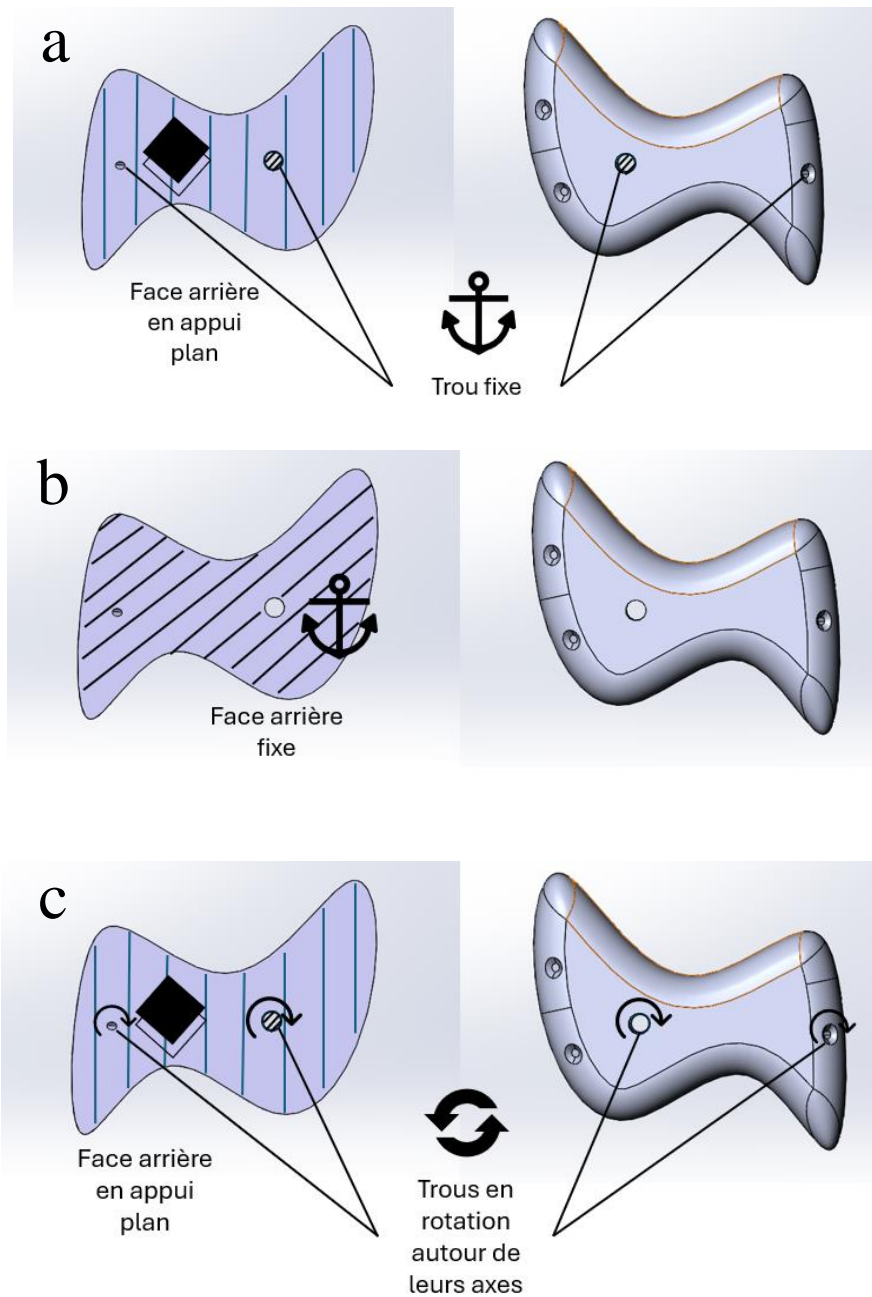 a
Face arrière
en appui
plan
Trou fixe
b
Face arrière
fixe
c
Face arrière
en appui
plan
Trous en
rotation
autour de
leurs axes